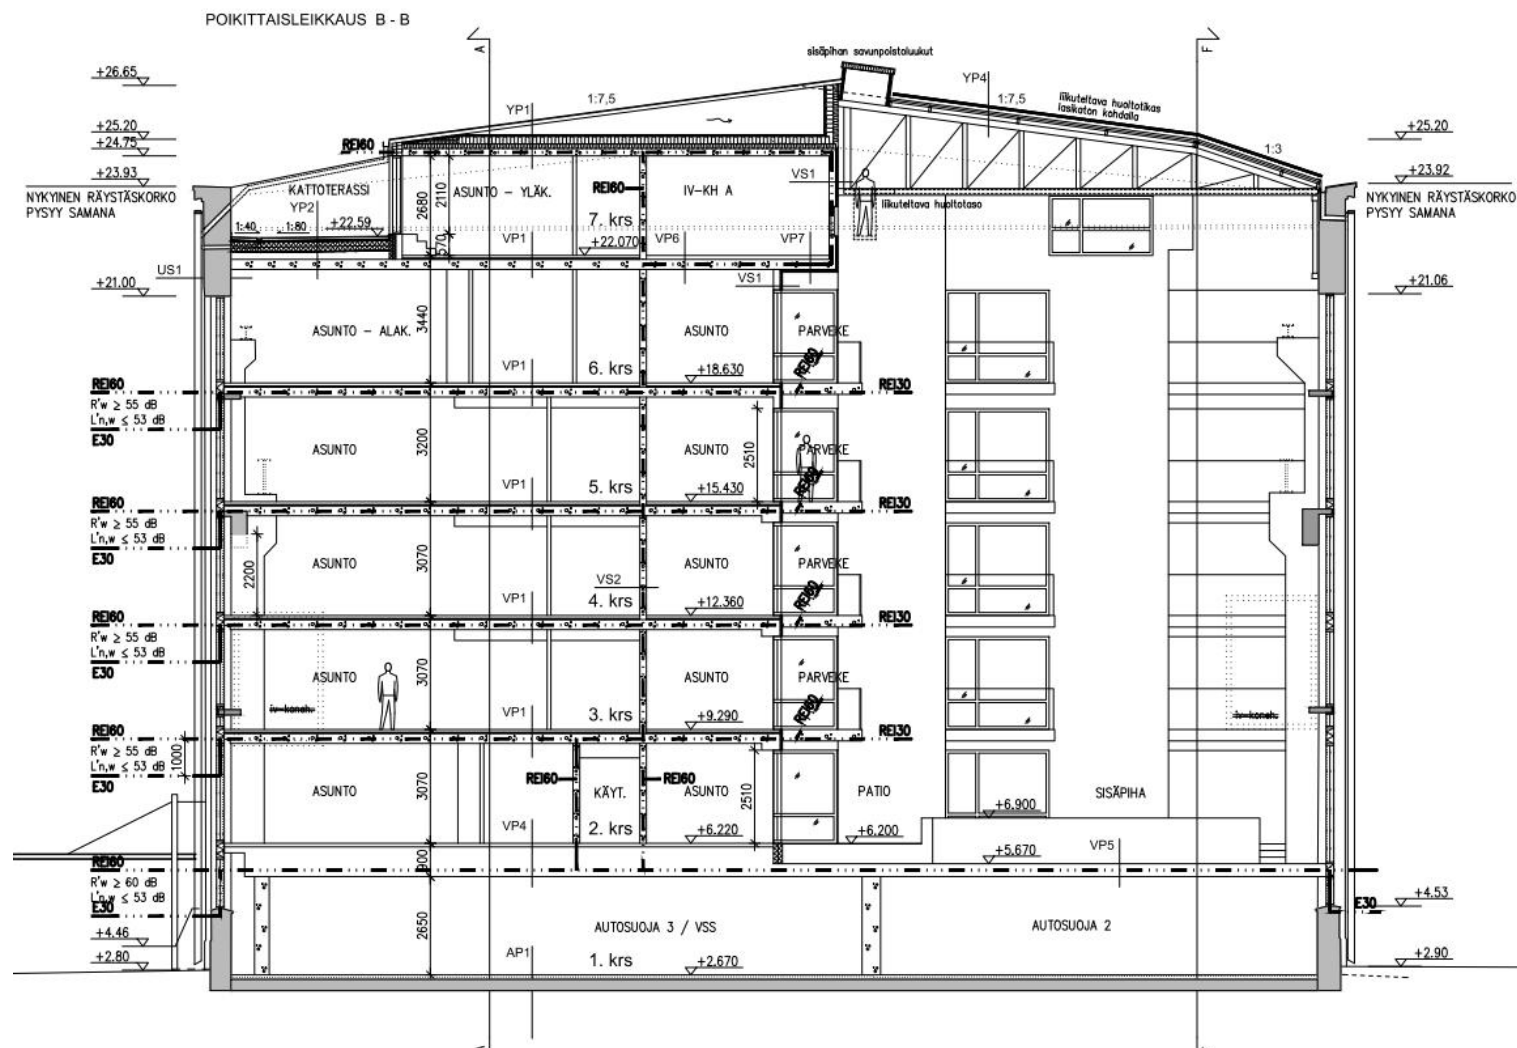 POIKITTAISLEIKKAUS B - B
A
F
sisäpihan savunpoistoluukut
+26.65
YP4
YP1
1:7,5
1:7,5
liikuteltava huoltotikas
lasikaton kohdalla
+25.20
+25.20
+24.75
REI60
1:3
+23.93
+23.92
NYKYINEN RÄYSTÄSKORKO
PYSYY SAMANA
NYKYINEN RÄYSTÄSKORKO
PYSYY SAMANA
KATTOTERASSI
ASUNTO - YLÄK.
REI60
IV-KH A
VS1
2680
2110
570
liikuteltava huoltotaso
YP2
1:40
1:80
+22.59
7. krs
+22.070
VP1
VP6
VP7
US1
VS1
+21.00
+21.06
ASUNTO - ALAK.
3440
ASUNTO
PARVEKE
VP1
6. krs
+18.630
REI60
REI60
REI30
R'w ≥ 55 dB
L'n,w ≤ 53 dB
E30
ASUNTO
3200
ASUNTO
2510
PARVEKE
VP1
5. krs
+15.430
REI60
REI60
REI30
R'w ≥ 55 dB
L'n,w ≤ 53 dB
E30
2200
ASUNTO
3070
ASUNTO
PARVEKE
VS2
VP1
4. krs
+12.360
REI60
REI60
REI30
R'w ≥ 55 dB
L'n,w ≤ 53 dB
E30
ASUNTO
3070
ASUNTO
PARVEKE
iv-koneh.
VP1
3. krs
+9.290
REI60
iv-koneh.
REI60
REI30
R'w ≥ 55 dB
L'n,w ≤ 53 dB
E30
1000
ASUNTO
3070
REI60
REI60
KÄYT.
ASUNTO
2510
PATIO
SISÄPIHA
+6.900
VP4
2. krs
+6.220
+6.200
+5.670
VP5
REI60
900
R'w ≥ 60 dB
L'n,w ≤ 53 dB
E30
+4.53
E30
+4.46
2650
AUTOSUOJA 3 / VSS
AUTOSUOJA 2
+2.80
AP1
1. krs
+2.670
+2.90